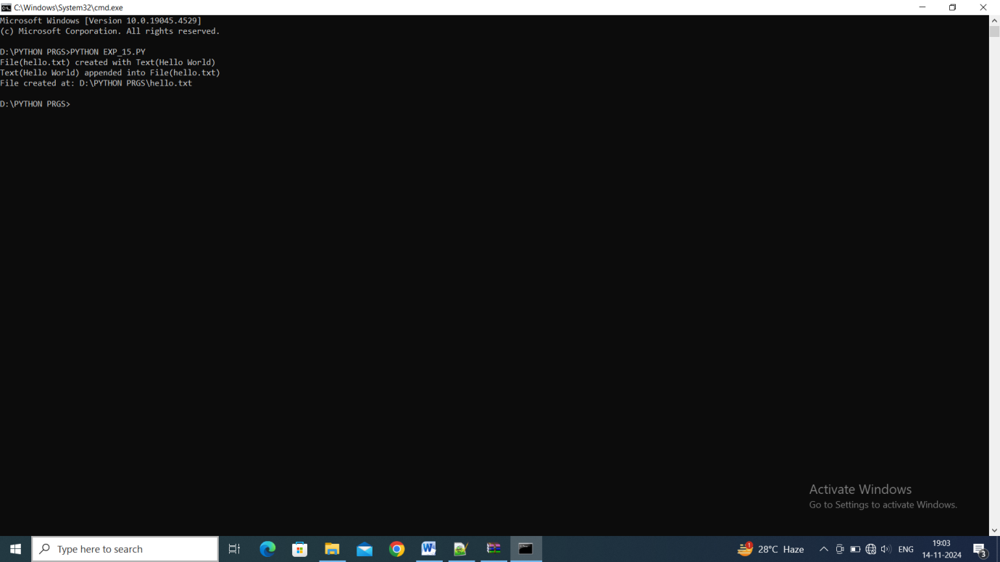 C:\Windows\System32\cmd.exe
Microsoft Windows [Version 10.0.19045.4529]
(c) Microsoft Corporation. All rights reserved.
D:\PYTHON PRGS>PYTHON EXP_15.PY
File(hello.txt) created with Text(Hello World)
Text(Hello World) appended into File(hello.txt)
File created at: D:\PYTHON PRGS\hello.txt
D:\PYTHON PRGS>
Activate Windows
Go to Settings to activate Windows.
Type here to search
W
1
28°C Haze
ENG
19:03
14-11-2024
3